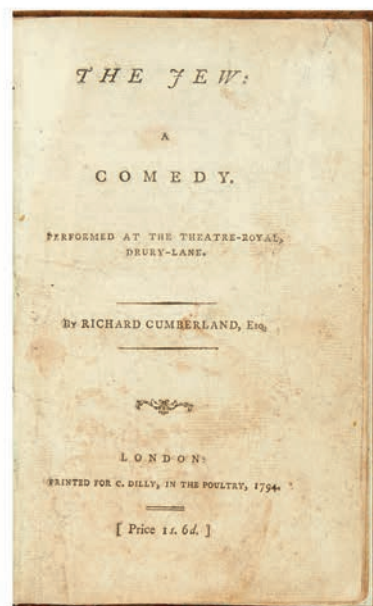 THE JEW:
A
COMEDY.
PERFORMED AT THE THEATRE-ROYAL,
DRURY-LANE.
By RICHARD CUMBERLAND, Esq.
LONDON:
PRINTED FOR C. DILLY, IN THE POULTRY, 1794.
[ Price 1s. 6d. ]